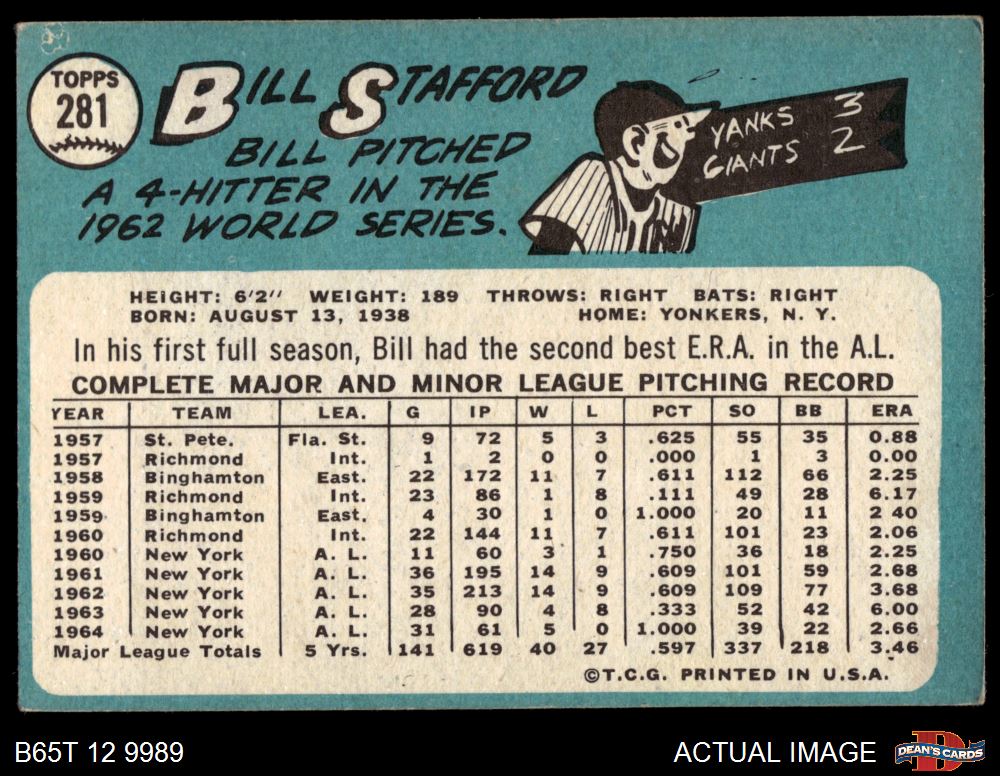 TOPPS
281
BILL STAFFORD
BILL PITCHED
A 4-HITTER IN THE
1962 WORLD SERIES.
YANKS 3
GIANTS 2
HEIGHT: 6'2" WEIGHT: 189 THROWS: RIGHT BATS: RIGHT
BORN: AUGUST 13, 1938 HOME: YONKERS, N. Y.
In his first full season, Bill had the second best E.R.A. in the A.L.
COMPLETE MAJOR AND MINOR LEAGUE PITCHING RECORD
YEAR TEAM LEA. G IP W L PCT SO BB ERA
1957 St. Pete. Fla. St. 9 72 5 3 .625 55 35 0.88
1957 Richmond Int. 1 2 0 0 .000 1 3 0.00
1958 Binghamton East. 22 172 11 7 .611 112 66 2.25
1959 Richmond Int. 23 86 1 8 .111 49 28 6.17
1959 Binghamton East. 4 30 1 0 1.000 20 11 2.40
1960 Richmond Int. 22 144 11 7 .611 101 23 2.06
1960 New York A. L. 11 60 3 1 .750 36 18 2.25
1961 New York A. L. 36 195 14 9 .609 101 59 2.68
1962 New York A. L. 35 213 14 9 .609 109 77 3.68
1963 New York A. L. 28 90 4 8 .333 52 42 6.00
1964 New York A. L. 31 61 5 0 1.000 39 22 2.66
Major League Totals 5 Yrs. 141 619 40 27 .597 337 218 3.46
©T.C.G. PRINTED IN U.S.A.
B65T 12 9989 ACTUAL IMAGE DEAN'S CARDS